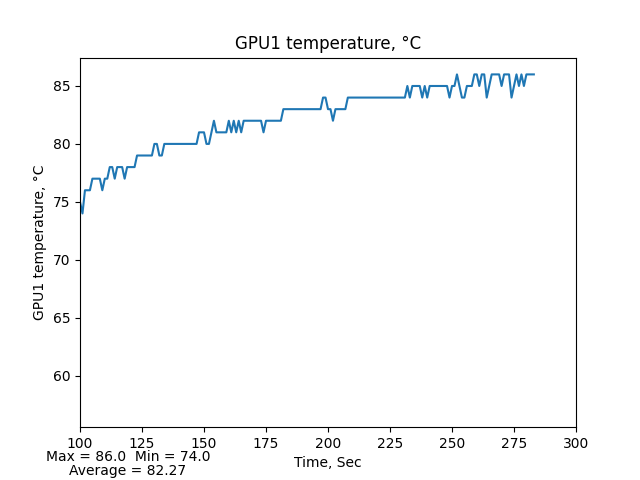 GPU1 temperature, °C
GPU1 temperature, °C
85
80
75
70
65
60
100 125 150 175 200 225 250 275 300
Time, Sec
Max = 86.0 Min = 74.0
Average = 82.27